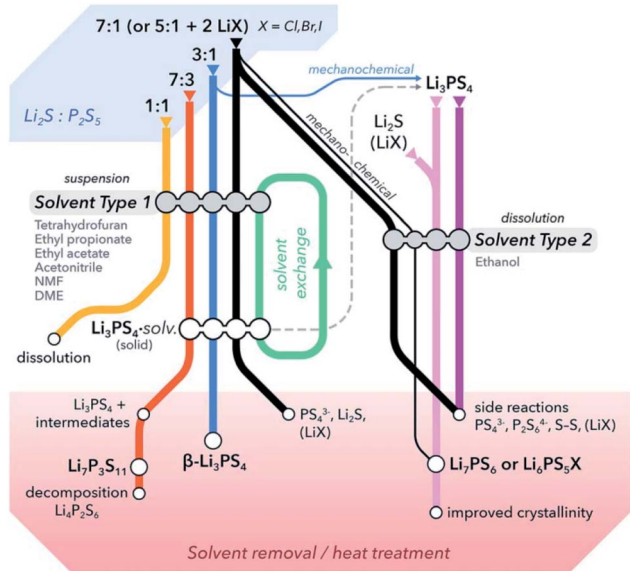 7:1 (or 5:1 + 2 LiX) X = Cl,Br,I
3:1
7:3
1:1
Li₂S : P₂S₅
mechanochemical
Li₃PS₄
Li₂S
(LiX)
mechano-chemical
suspension
Solvent Type 1
Tetrahydrofuran
Ethyl propionate
Ethyl acetate
Acetonitrile
NMF
DME
solvent
exchange
dissolution
Solvent Type 2
Ethanol
Li₃PS₄·solv.
(solid)
dissolution
Li₃PS₄ +
intermediates
PS₄³⁻, Li₂S,
(LiX)
side reactions
PS₄³⁻, P₂S₆⁴⁻, S–S, (LiX)
Li₇P₃S₁₁
β-Li₃PS₄
Li₇PS₆ or Li₆PS₅X
decomposition
Li₄P₂S₆
improved crystallinity
Solvent removal / heat treatment